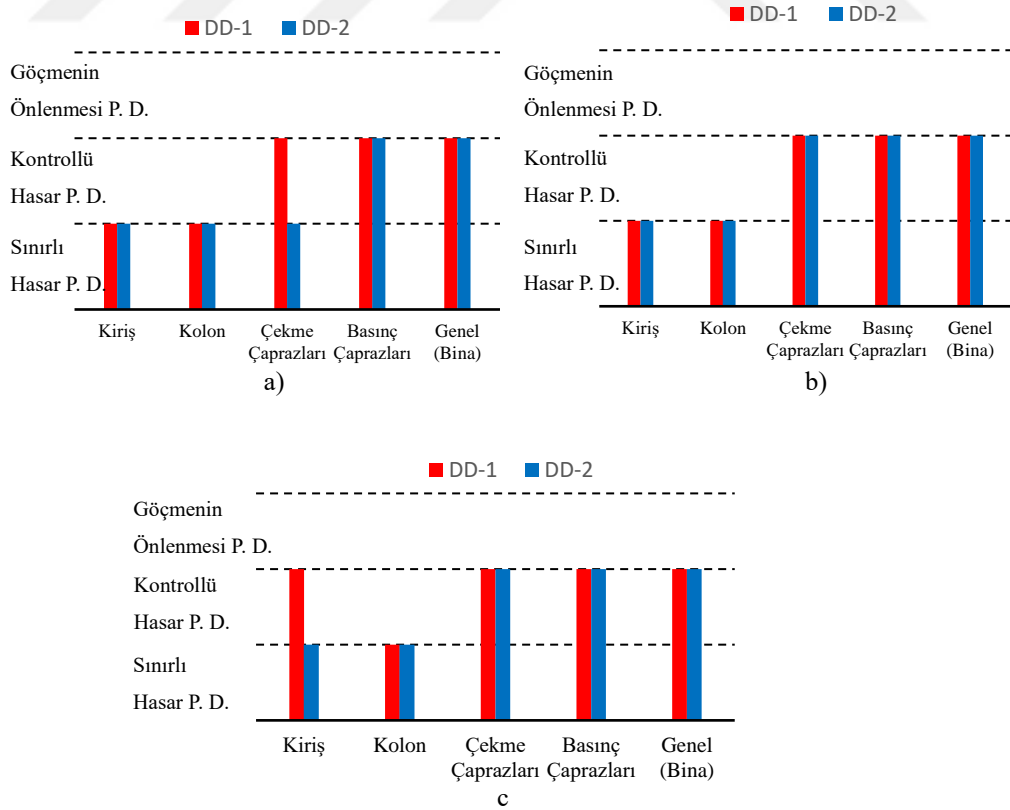 DD-1 DD-2
Göçmenin
Önlenmesi P. D.
Kontrollü
Hasar P. D.
Sınırlı
Hasar P. D.
Kiriş Kolon Çekme Basınç Genel
Çaprazları Çaprazları (Bina)
a)
DD-1 DD-2
Göçmenin
Önlenmesi P. D.
Kontrollü
Hasar P. D.
Sınırlı
Hasar P. D.
Kiriş Kolon Çekme Basınç Genel
Çaprazları Çaprazları (Bina)
b)
DD-1 DD-2
Göçmenin
Önlenmesi P. D.
Kontrollü
Hasar P. D.
Sınırlı
Hasar P. D.
Kiriş Kolon Çekme Basınç Genel
Çaprazları Çaprazları (Bina)
c